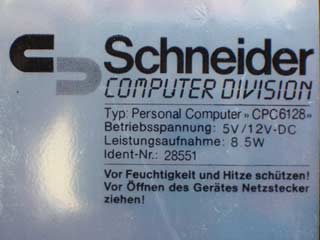 Schneider
COMPUTER DIVISION
Typ: Personal Computer »CPC6128»
Betriebsspannung: 5V/12V-DC
Leistungsaufnahme: 8.5W
Ident-Nr.: 28551
Vor Feuchtigkeit und Hitze schützen!
Vor Öffnen des Gerätes Netzstecker
ziehen!